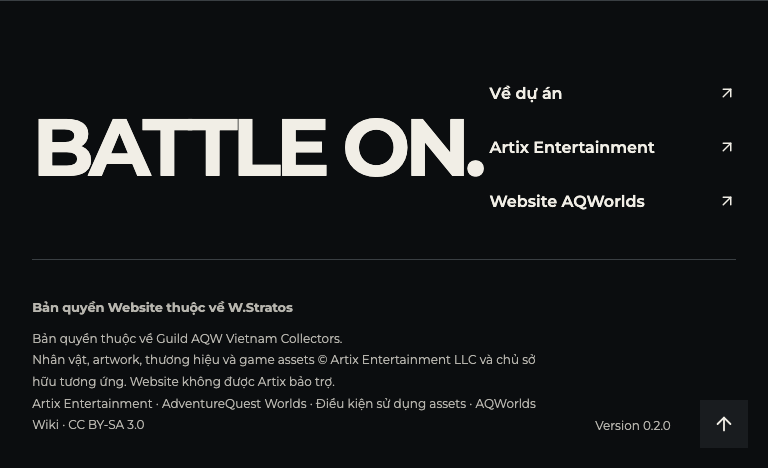 BATTLE ON.
Về dự án
Artix Entertainment
Website AQWorlds
Bản quyền Website thuộc về W.Stratos
Bản quyền thuộc về Guild AQW Vietnam Collectors.
Nhân vật, artwork, thương hiệu và game assets © Artix Entertainment LLC và chủ sở
hữu tương ứng. Website không được Artix bảo trợ.
Artix Entertainment · AdventureQuest Worlds · Điều kiện sử dụng assets · AQWorlds
Wiki · CC BY-SA 3.0
Version 0.2.0